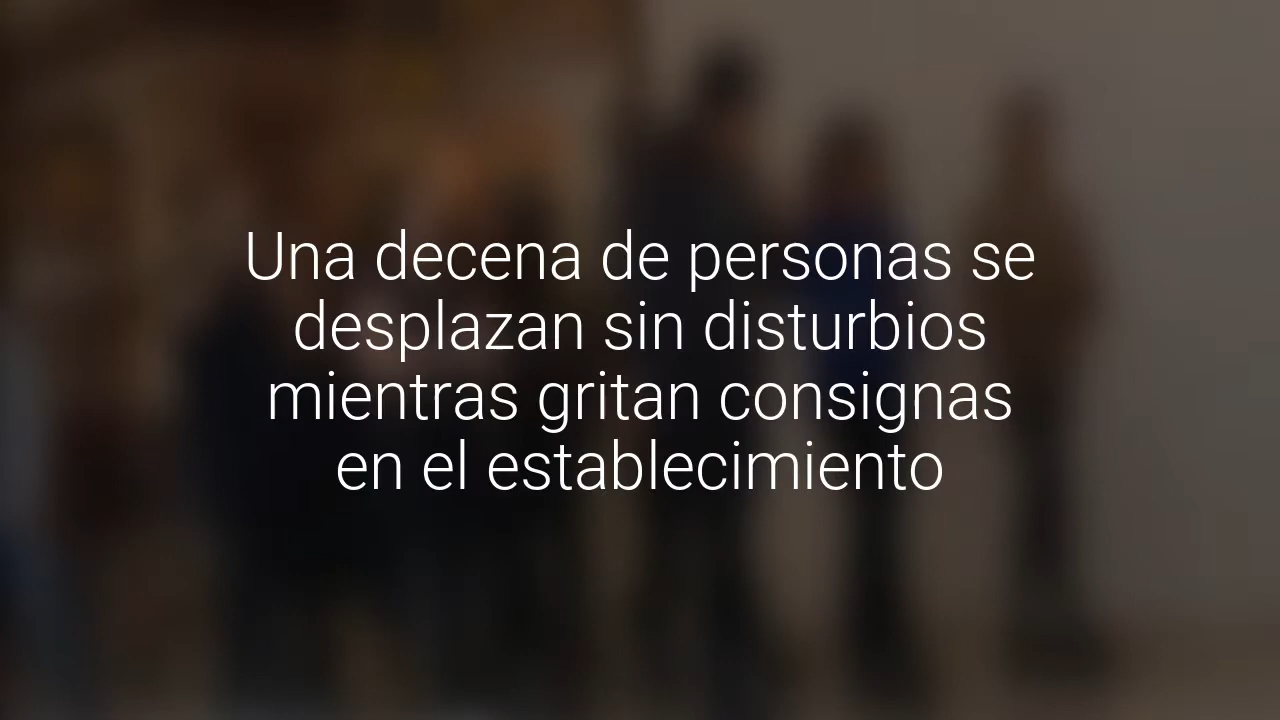 Una decena de personas se
desplazan sin disturbios
mientras gritan consignas
en el establecimiento